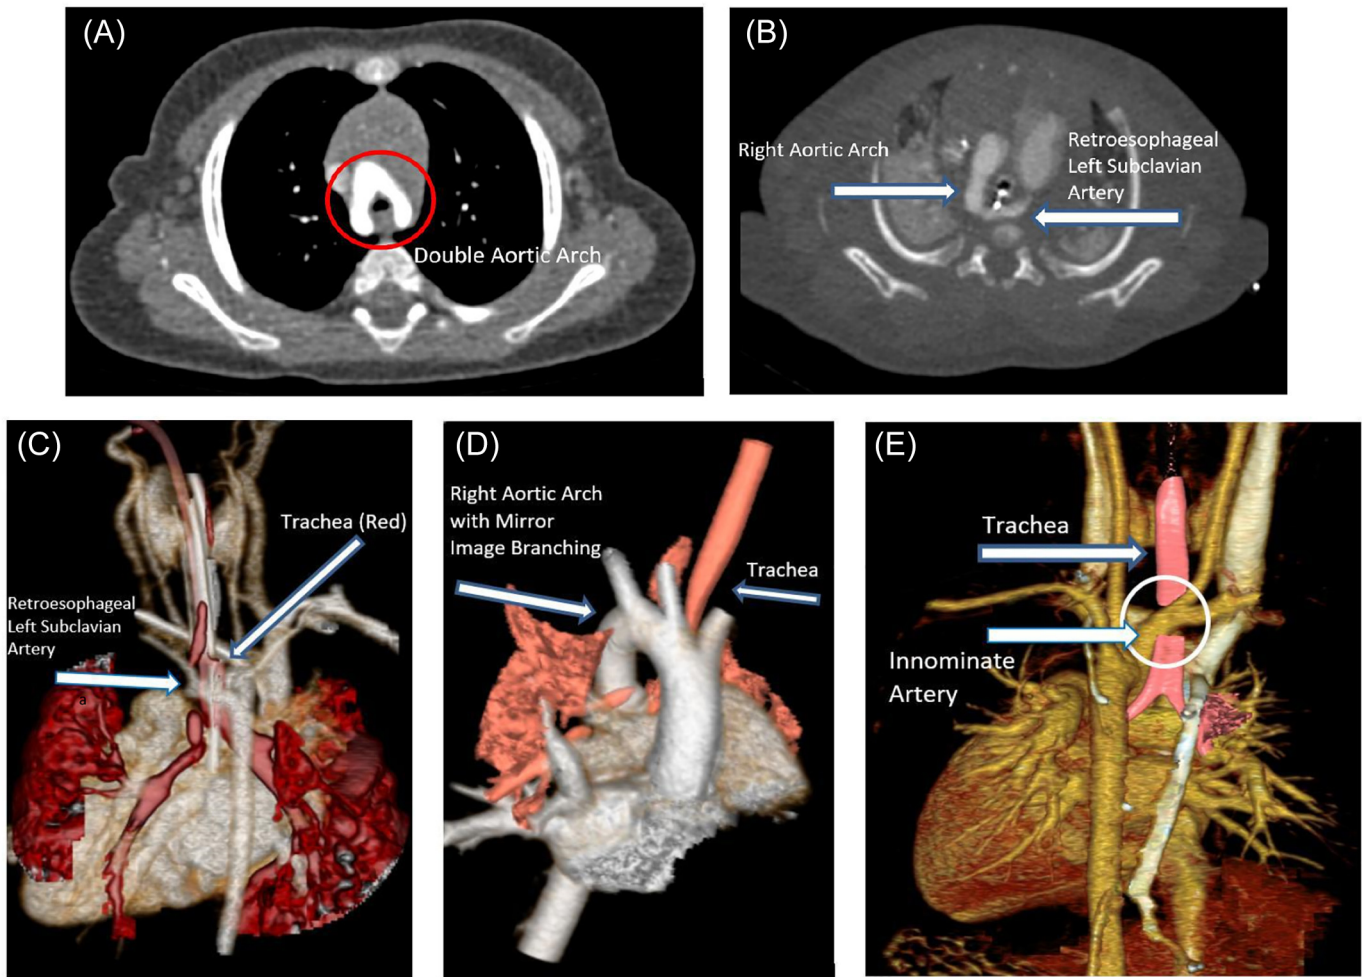 (A)
Double Aortic Arch
(B)
Right Aortic Arch
Retroesophageal
Left Subclavian
Artery
(C)
Trachea (Red)
Retroesophageal
Left Subclavian
Artery
a
(D)
Right Aortic Arch
with Mirror
Image Branching
Trachea
(E)
Trachea
Innominate
Artery